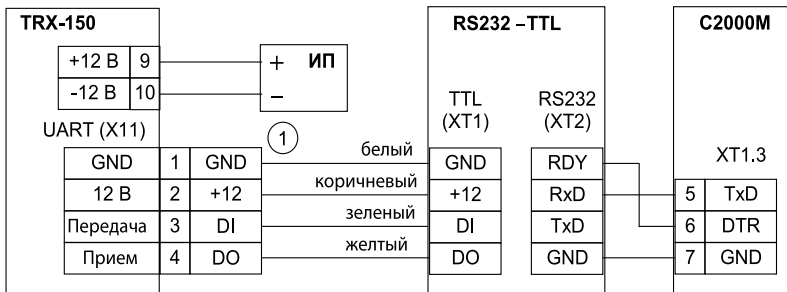 TRX-150
RS232 –TTL
C2000M
+12 В 9 + ИП
-12 В 10 –
TTL
(XT1)
RS232
(XT2)
UART (X11)
1
XT1.3
GND 1 GND белый GND RDY
12 В 2 +12 коричневый +12 RxD 5 TxD
Передача 3 DI зеленый DI TxD 6 DTR
Прием 4 DO желтый DO GND 7 GND